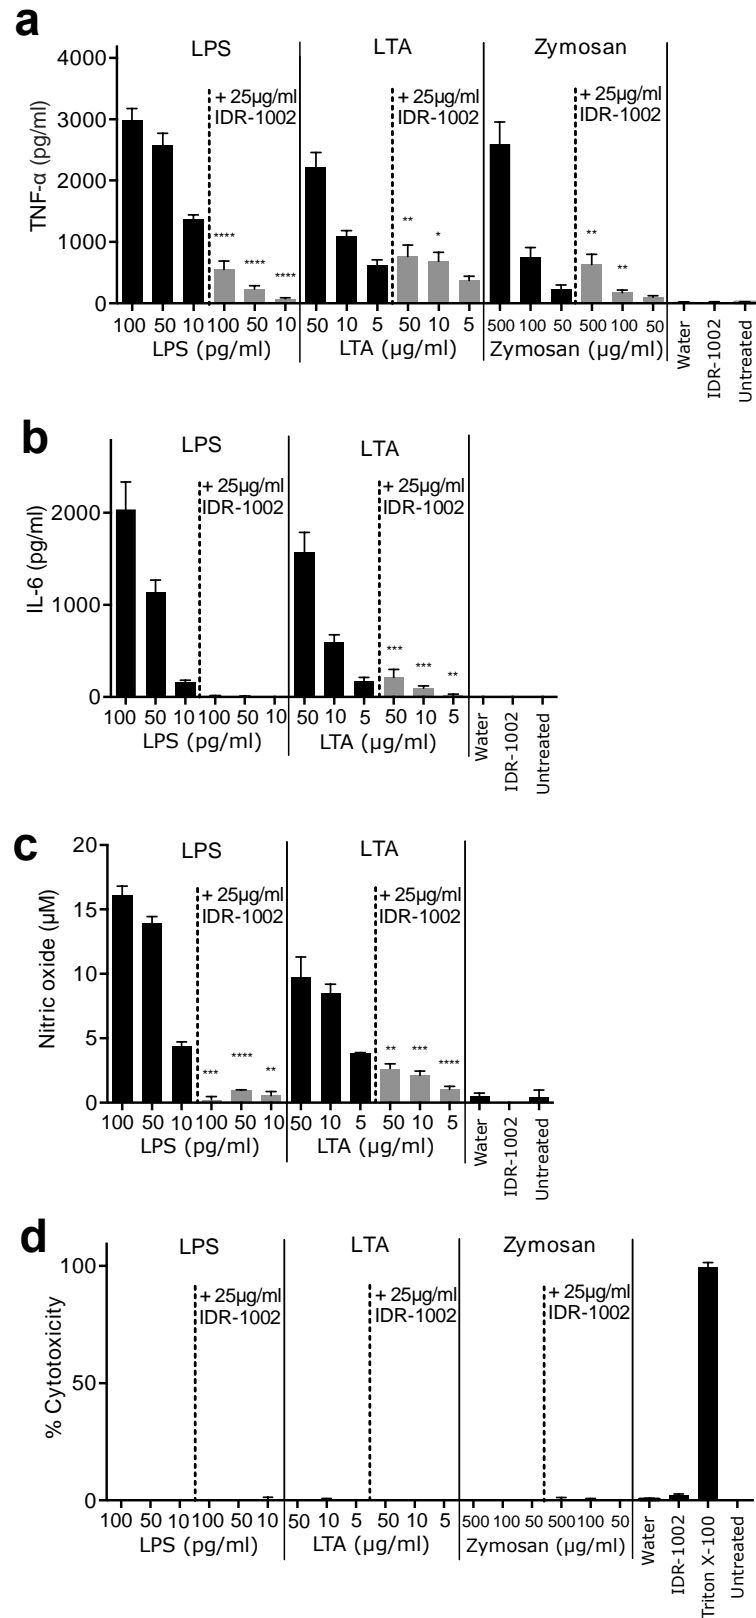 a
LPS
LTA
Zymosan
+ 25µg/ml
IDR-1002
+ 25µg/ml
IDR-1002
+ 25µg/ml
IDR-1002
TNF-α (pg/ml)
4000
3000
2000
1000
0
**** **** ****
** *
** **
100 50 10 100 50 10
50 10 5 50 10 5
500 100 50 500 100 50
LPS (pg/ml)
LTA (µg/ml)
Zymosan (µg/ml)
Water
IDR-1002
Untreated
b
LPS
LTA
+ 25µg/ml
IDR-1002
+ 25µg/ml
IDR-1002
IL-6 (pg/ml)
2000
1000
0
*** *** **
100 50 10 100 50 10
50 10 5 50 10 5
LPS (pg/ml)
LTA (µg/ml)
Water
IDR-1002
Untreated
c
LPS
LTA
+ 25µg/ml
IDR-1002
+ 25µg/ml
IDR-1002
Nitric oxide (µM)
20
15
10
5
0
*** **** **
** *** ****
100 50 10 100 50 10
50 10 5 50 10 5
LPS (pg/ml)
LTA (µg/ml)
Water
IDR-1002
Untreated
d
LPS
LTA
Zymosan
+ 25µg/ml
IDR-1002
+ 25µg/ml
IDR-1002
+ 25µg/ml
IDR-1002
% Cytotoxicity
100
50
0
100 50 10 100 50 10
50 10 5 50 10 5
500 100 50 500 100 50
LPS (pg/ml)
LTA (µg/ml)
Zymosan (µg/ml)
Water
IDR-1002
Triton X-100
Untreated